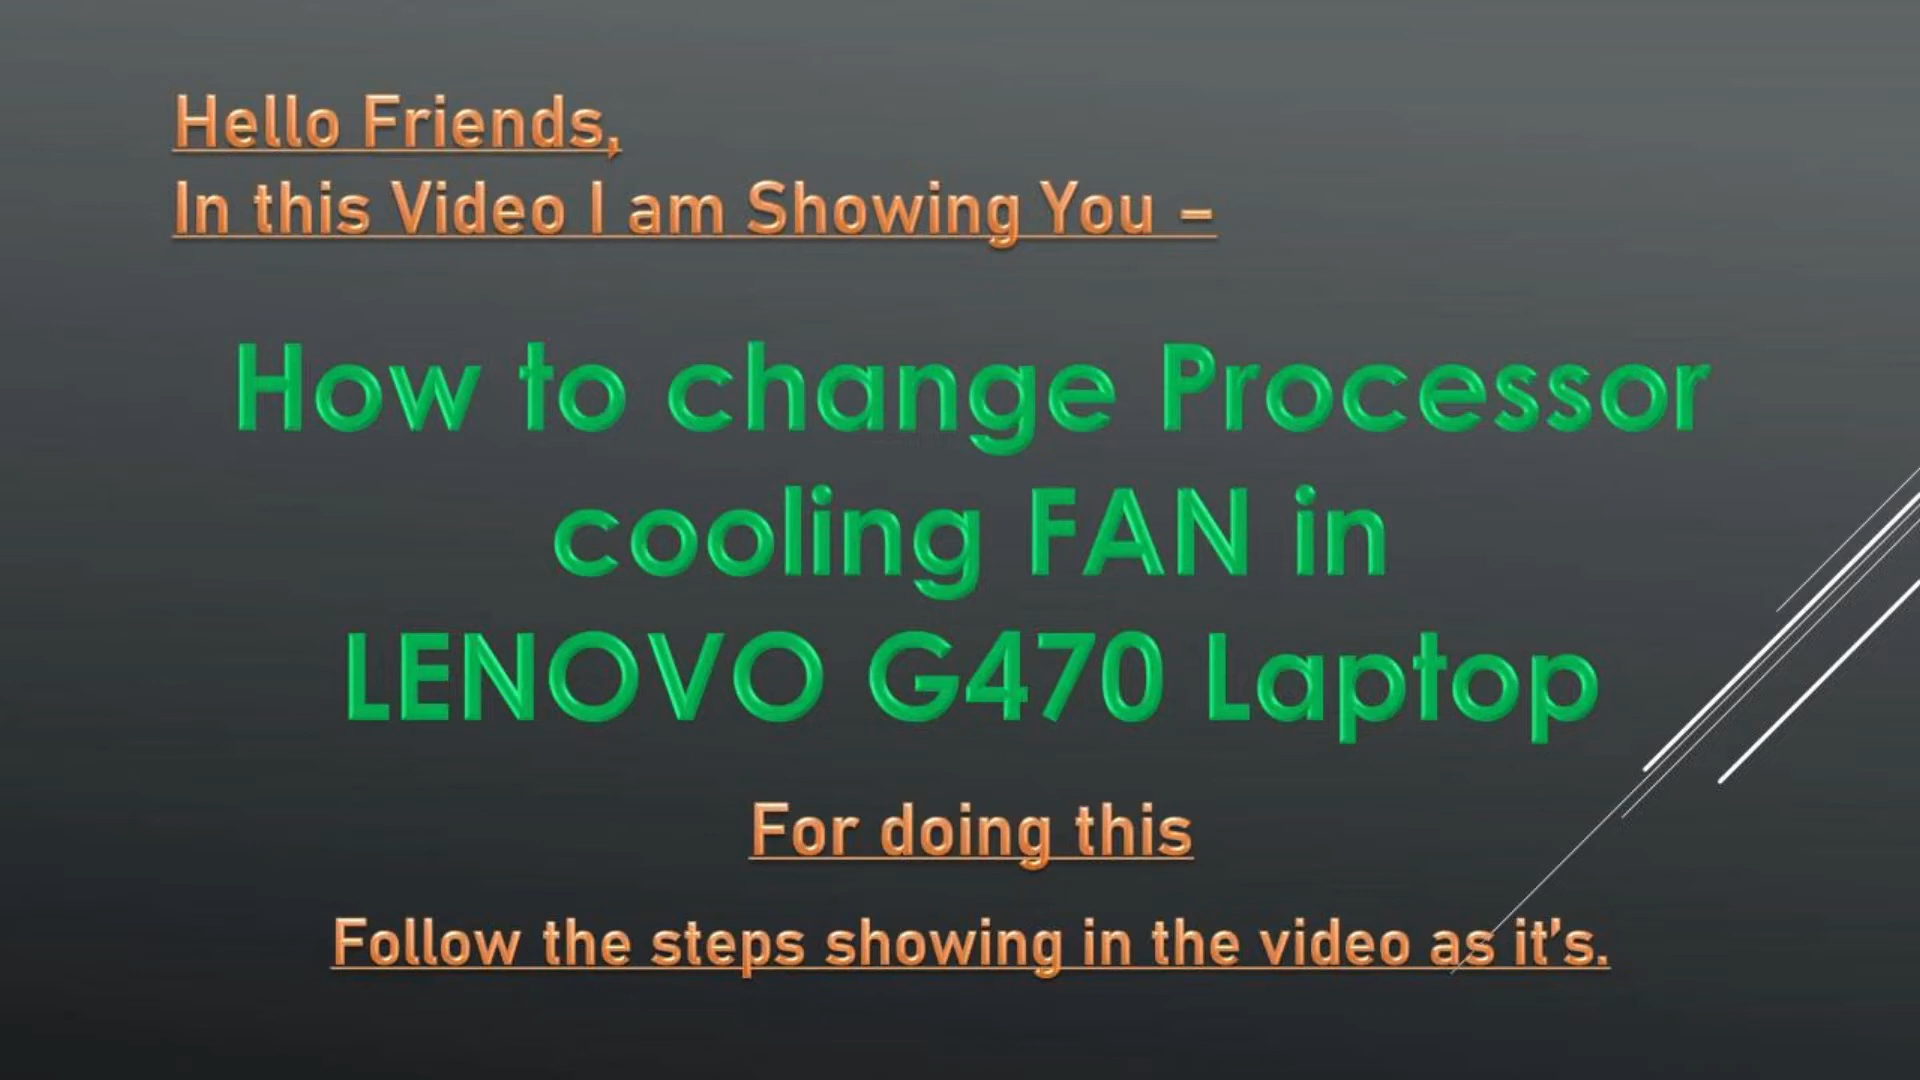 Hello Friends,
In this Video I am Showing You –
How to change Processor
cooling FAN in
LENOVO G470 Laptop
For doing this
Follow the steps showing in the video as it's.